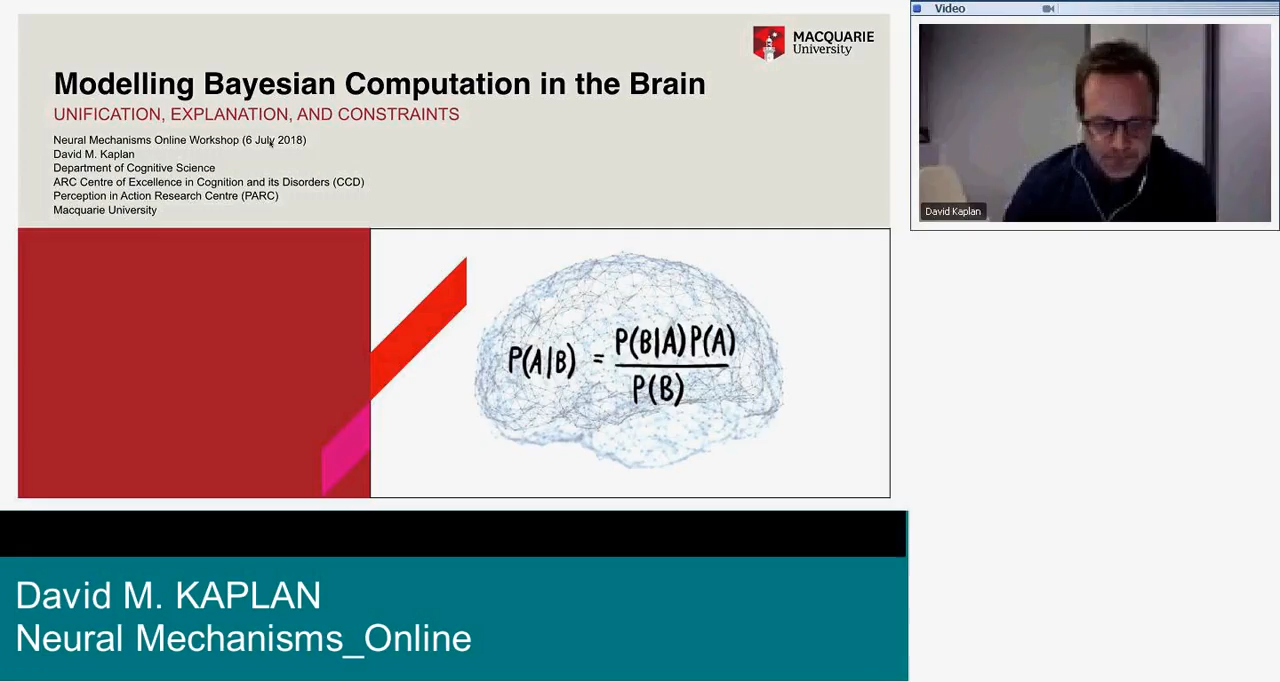 MACQUARIE
University
Modelling Bayesian Computation in the Brain
UNIFICATION, EXPLANATION, AND CONSTRAINTS
Neural Mechanisms Online Workshop (6 July 2018)
David M. Kaplan
Department of Cognitive Science
ARC Centre of Excellence in Cognition and its Disorders (CCD)
Perception in Action Research Centre (PARC)
Macquarie University
P(A|B) = P(B|A)P(A)
P(B)
Video
David Kaplan
David M. KAPLAN
Neural Mechanisms_Online